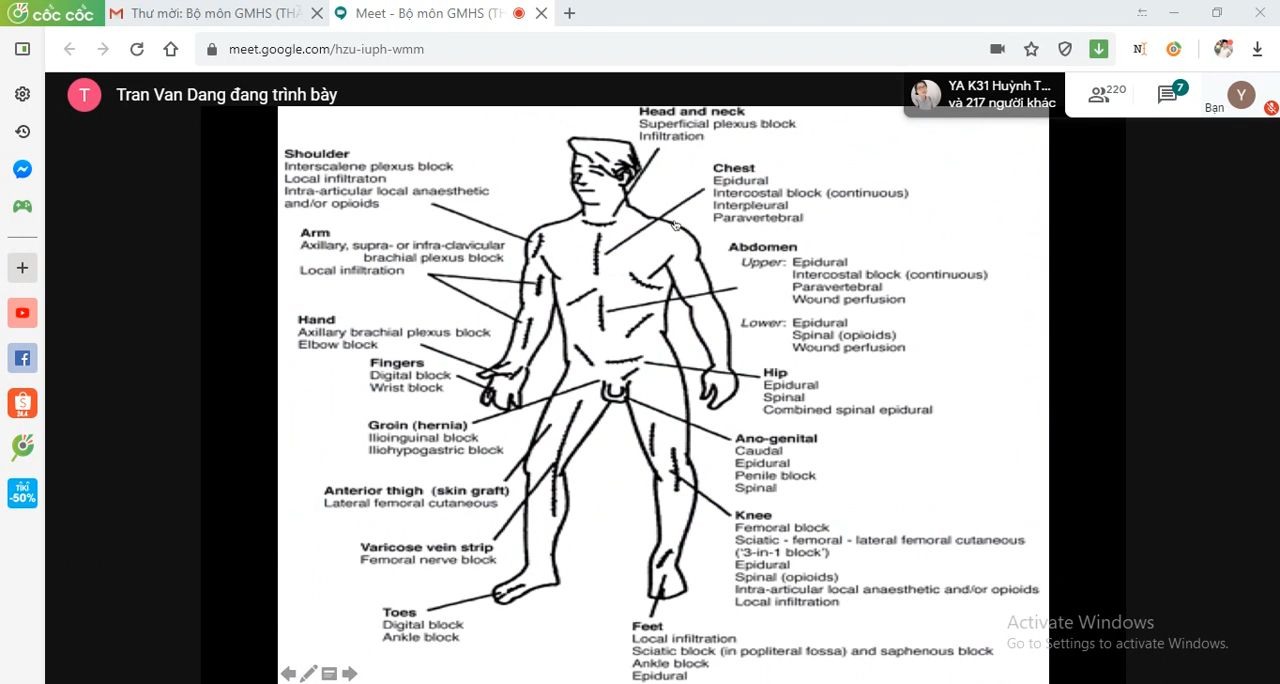 cốc cốc
Thư mời: Bộ môn GMHS (TH
Meet - Bộ môn GMHS (TH
meet.google.com/hzu-iuph-wmm
T
Tran Van Dang đang trình bày
YA K31 Huỳnh T...
và 217 người khác
220
7
Bạn
Y
24.4
TIKI
-50%
Head and neck
Superficial plexus block
Infiltration
Shoulder
Interscalene plexus block
Local infiltraton
Intra-articular local anaesthetic
and/or opioids
Chest
Epidural
Intercostal block (continuous)
Interpleural
Paravertebral
Arm
Axillary, supra- or infra-clavicular
brachial plexus block
Local infiltration
Abdomen
Upper: Epidural
Intercostal block (continuous)
Paravertebral
Wound perfusion
Lower: Epidural
Spinal (opioids)
Wound perfusion
Hand
Axillary brachial plexus block
Elbow block
Fingers
Digital block
Wrist block
Hip
Epidural
Spinal
Combined spinal epidural
Groin (hernia)
Ilioinguinal block
Iliohypogastric block
Ano-genital
Caudal
Epidural
Penile block
Spinal
Anterior thigh (skin graft)
Lateral femoral cutaneous
Knee
Femoral block
Sciatic - femoral - lateral femoral cutaneous
('3-in-1 block')
Epidural
Spinal (opioids)
Intra-articular local anaesthetic and/or opioids
Local infiltration
Varicose vein strip
Femoral nerve block
Toes
Digital block
Ankle block
Feet
Local infiltration
Sciatic block (in popliteal fossa) and saphenous block
Ankle block
Epidural
Activate Windows
Go to Settings to activate Windows.